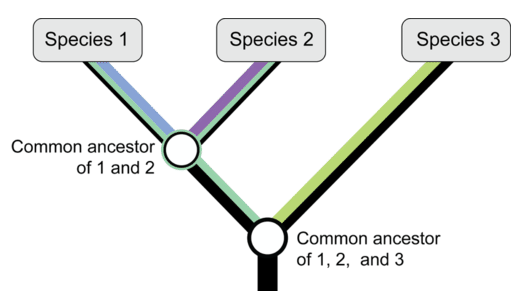 Species 1
Species 2
Species 3
Common ancestor
of 1 and 2
Common ancestor
of 1, 2, and 3